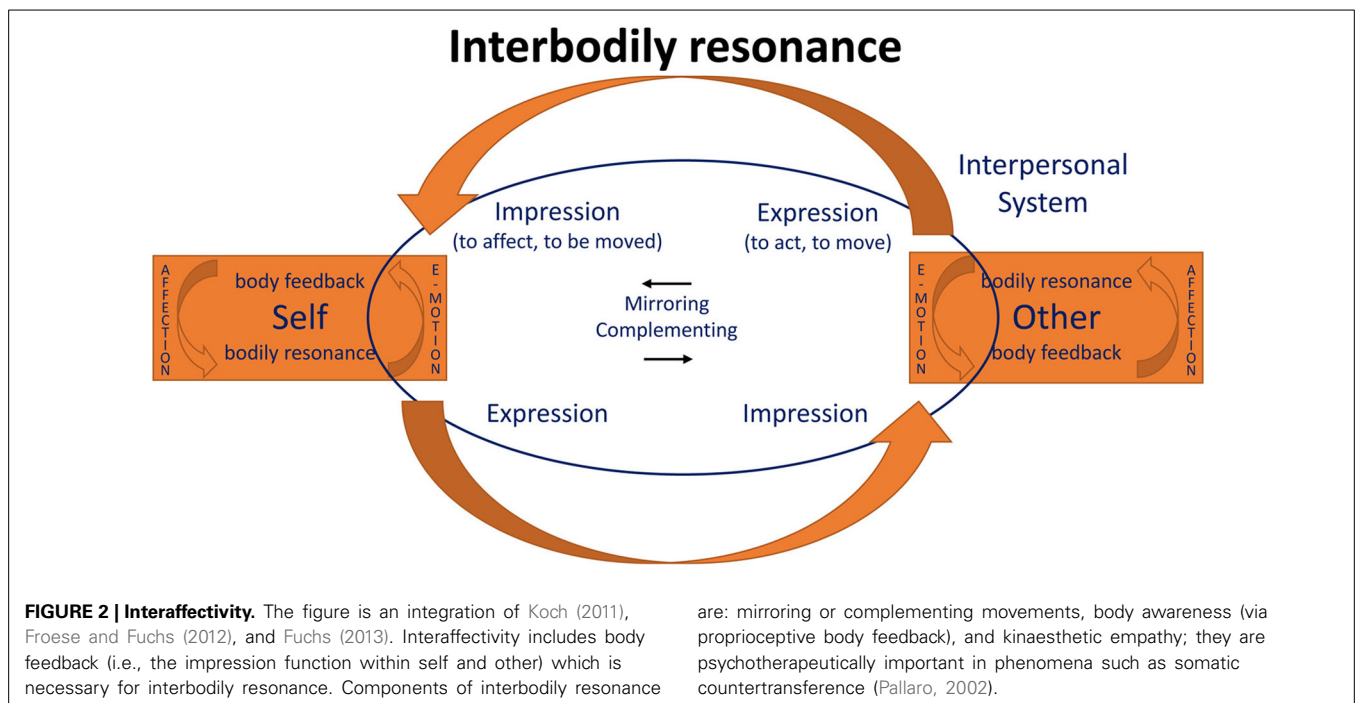 Interbodily resonance
Interpersonal
System
Impression
(to affect, to be moved)
Expression
(to act, to move)
AFFECTION
body feedback
Self
bodily resonance
E-MOTION
Mirroring
Complementing
E-MOTION
bodily resonance
Other
body feedback
AFFECTION
Expression
Impression
FIGURE 2 | Interaffectivity. The figure is an integration of Koch (2011),
Froese and Fuchs (2012), and Fuchs (2013). Interaffectivity includes body
feedback (i.e., the impression function within self and other) which is
necessary for interbodily resonance. Components of interbodily resonance
are: mirroring or complementing movements, body awareness (via
proprioceptive body feedback), and kinaesthetic empathy; they are
psychotherapeutically important in phenomena such as somatic
countertransference (Pallaro, 2002).